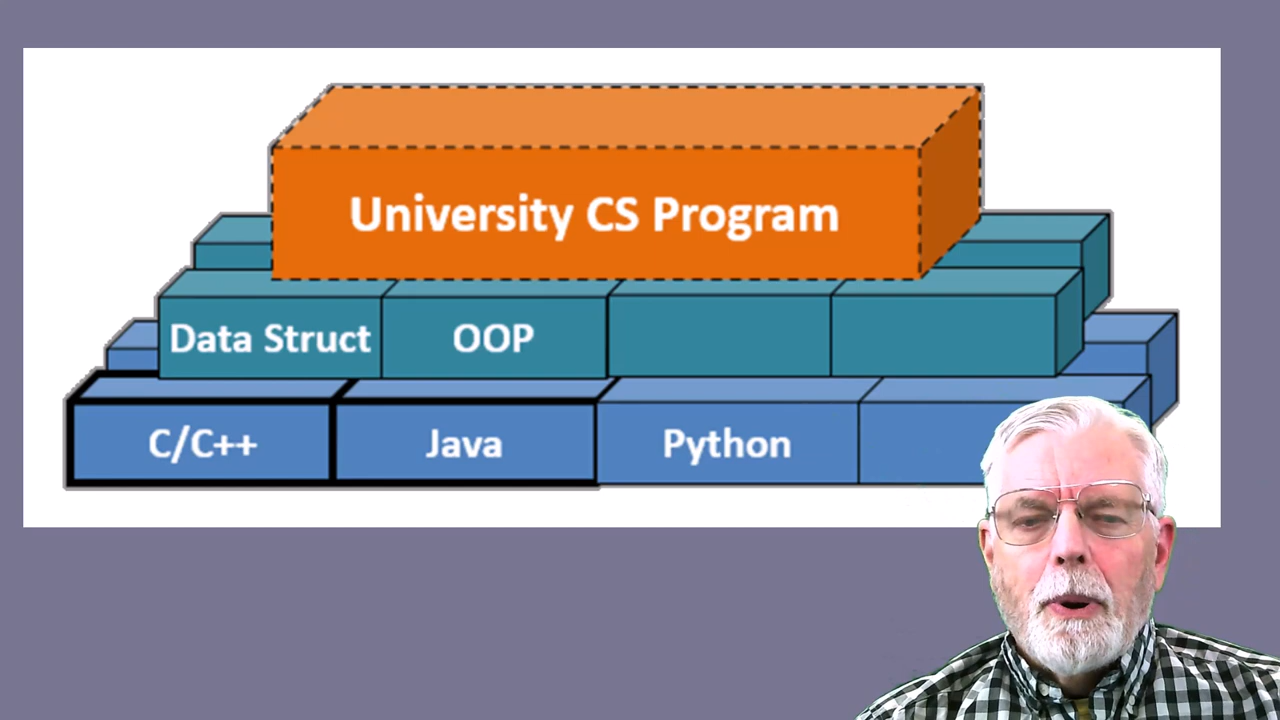 University CS Program
Data Struct
OOP
C/C++
Java
Python